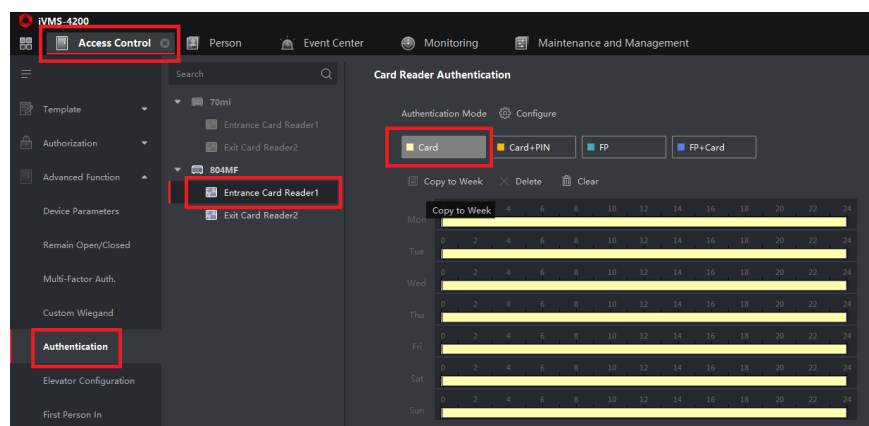 iVMS-4200
Access Control
Person
Event Center
Monitoring
Maintenance and Management
Template
Authorization
Advanced Function
Device Parameters
Remain Open/Closed
Multi-Factor Auth.
Custom Wiegand
Authentication
Elevator Configuration
First Person In
Search
70mi
Entrance Card Reader1
Exit Card Reader2
804MF
Entrance Card Reader1
Exit Card Reader2
Card Reader Authentication
Authentication Mode Configure
Card Card+PIN FP FP+Card
Copy to Week Delete Clear
Copy to Week
4 6 8 10 12 14 16 18 20 22 24
Mon
0 2 4 6 8 10 12 14 16 18 20 22 24
Tue
0 2 4 6 8 10 12 14 16 18 20 22 24
Wed
0 2 4 6 8 10 12 14 16 18 20 22 24
Thu
0 2 4 6 8 10 12 14 16 18 20 22 24
Fri
0 2 4 6 8 10 12 14 16 18 20 22 24
Sat
0 2 4 6 8 10 12 14 16 18 20 22 24
Sun